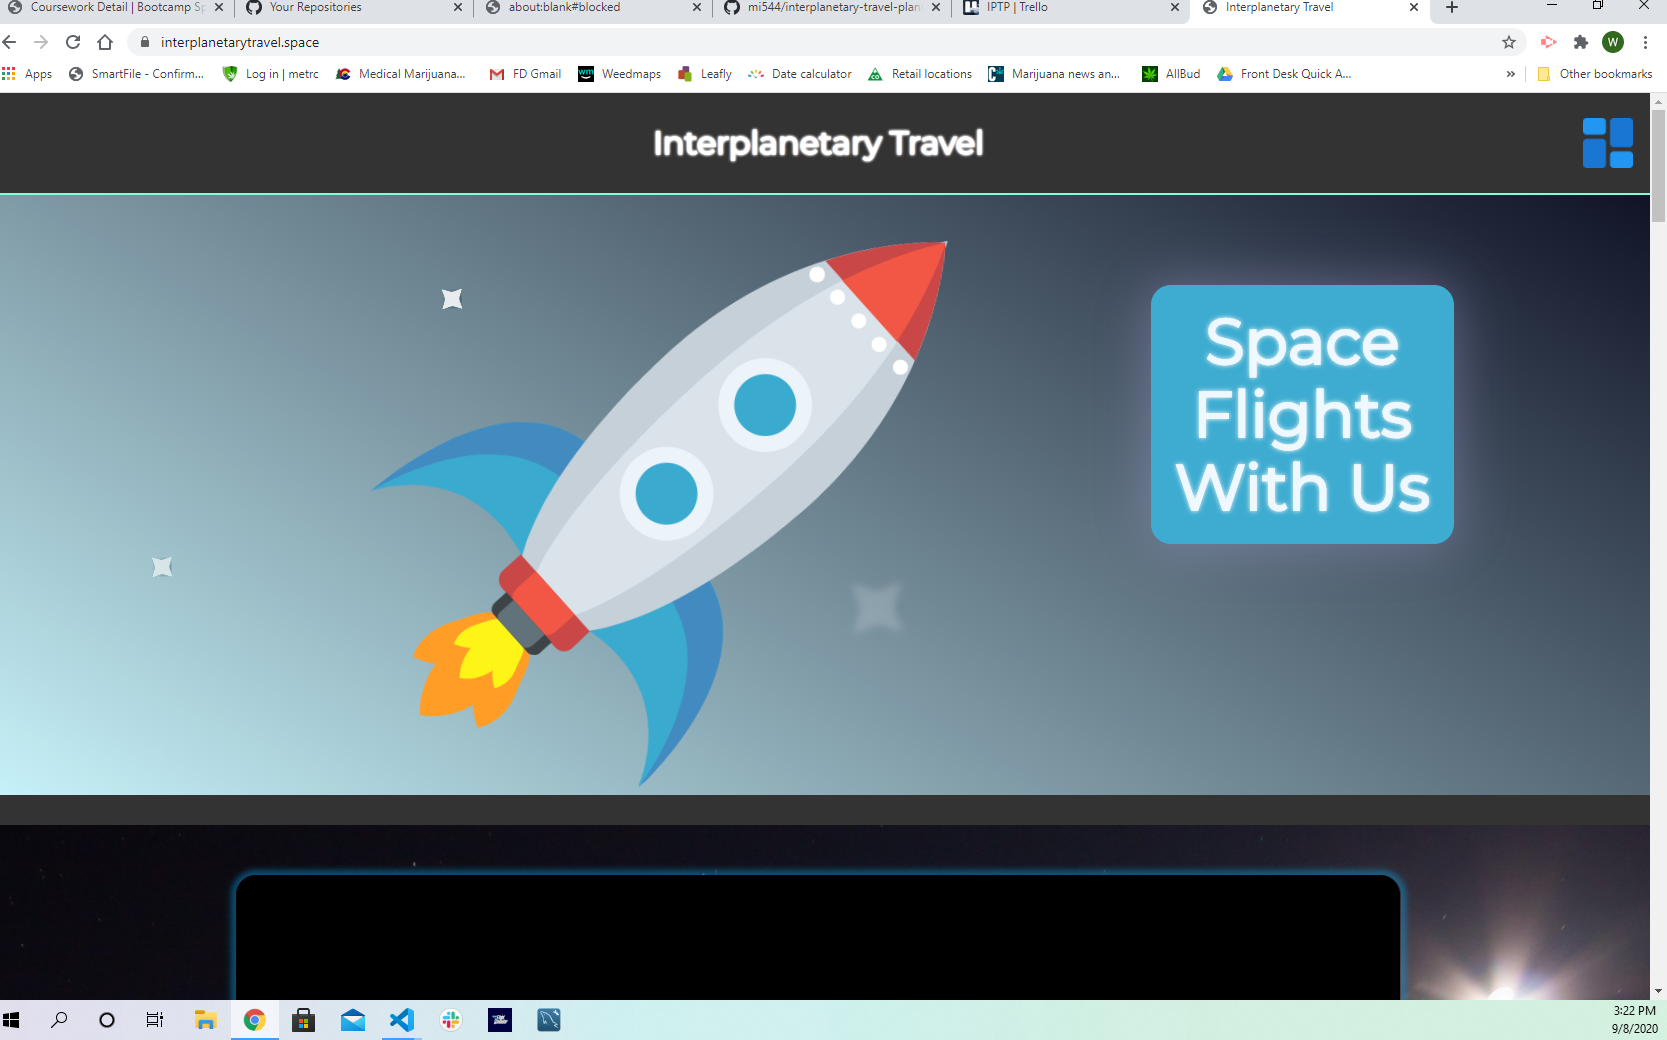 Coursework Detail | Bootcamp Sp
Your Repositories
about:blank#blocked
mi544/interplanetary-travel-plan
IPTP | Trello
Interplanetary Travel
interplanetarytravel.space
W
Apps
SmartFile - Confirm...
Log in | metrc
Medical Marijuana...
FD Gmail
Weedmaps
Leafly
Date calculator
Retail locations
Marijuana news an...
AllBud
Front Desk Quick A...
» Other bookmarks
Interplanetary Travel
Space
Flights
With Us
3:22 PM
9/8/2020